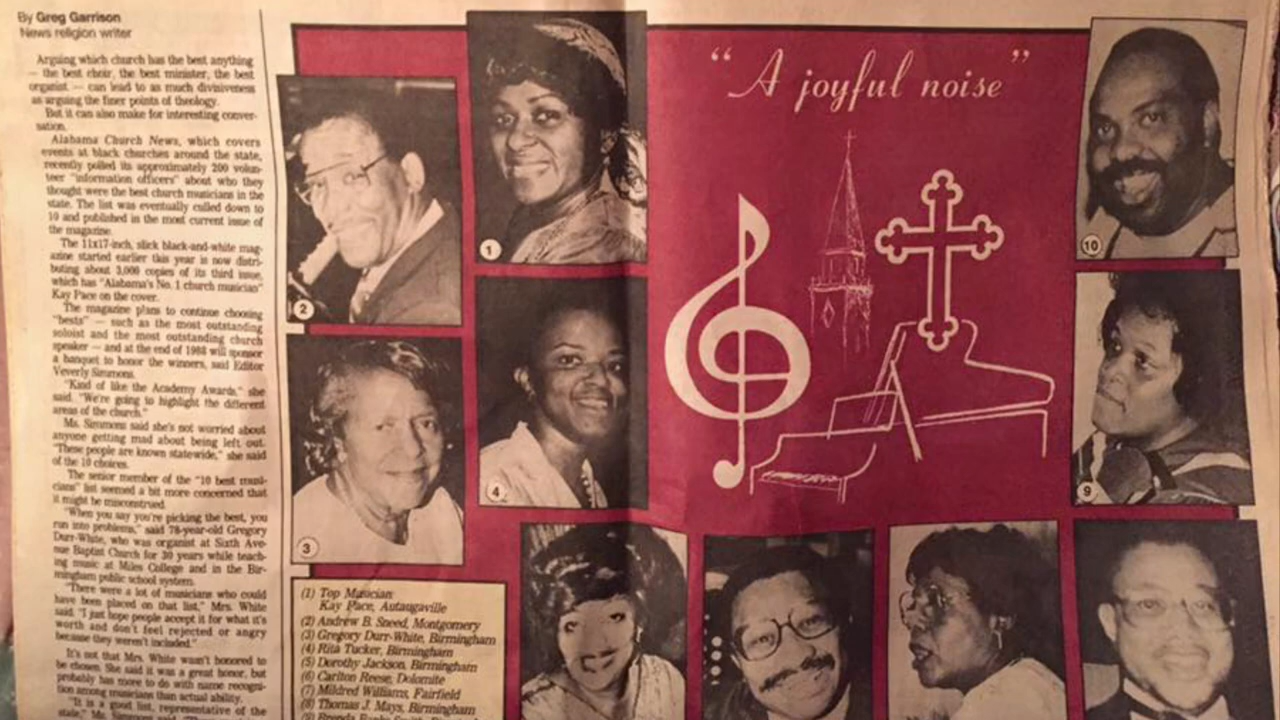 By Greg Garrison
News religion writer
Arguing which church has the best anything
— the best choir, the best minister, the best
organist — can lead to as much divisiveness
as arguing the finer points of theology.
But it can also make for interesting conver-
sation.
Alabama Church News, which covers
events at black churches around the state,
recently polled its approximately 200 volun-
teer "information officers" about who they
thought were the best church musicians in the
state. The list was eventually culled down to
10 and published in the most current issue of
the magazine.
The 11x17-inch, slick black-and-white mag-
azine started earlier this year is now distri-
buting about 3,000 copies of its third issue,
which has "Alabama's No. 1 church musician"
Kay Pace on the cover.
The magazine plans to continue choosing
"bests" — such as the most outstanding
soloist and the most outstanding church
speaker — and at the end of 1988 will sponsor
a banquet to honor the winners, said Editor
Veverly Simmons.
"Kind of like the Academy Awards," she
said. "We're going to highlight the different
areas of the church."
Ms. Simmons said she's not worried about
anyone getting mad about being left out.
"These people are known statewide," she said
of the 10 choices.
The senior member of the "10 best musi-
cians" list seemed a bit more concerned that
it might be misconstrued.
"When you say you're picking the best, you
run into problems," said 78-year-old Gregory
Durr-White, who was organist at Sixth Ave-
nue Baptist Church for 30 years while teach-
ing music at Miles College and in the Bir-
mingham public school system.
"There were a lot of musicians who could
have been placed on that list," Mrs. White
said. "I just hope people accept it for what it's
worth and don't feel rejected or angry
because they weren't included."
It's not that Mrs. White wasn't honored to
be chosen. She said it was a great honor, but
probably has more to do with name recogni-
tion among musicians than actual ability.
"It is a good list, representative of the
state," Ms. Simmons said.
"A joyful noise"
1
2
3
4
10
9
(1) Top Musician:
Kay Pace, Autaugaville
(2) Andrew B. Sneed, Montgomery
(3) Gregory Durr-White, Birmingham
(4) Rita Tucker, Birmingham
(5) Dorothy Jackson, Birmingham
(6) Carlton Reese, Dolomite
(7) Mildred Williams, Fairfield
(8) Thomas J. Mays, Birmingham
(9) Brenda